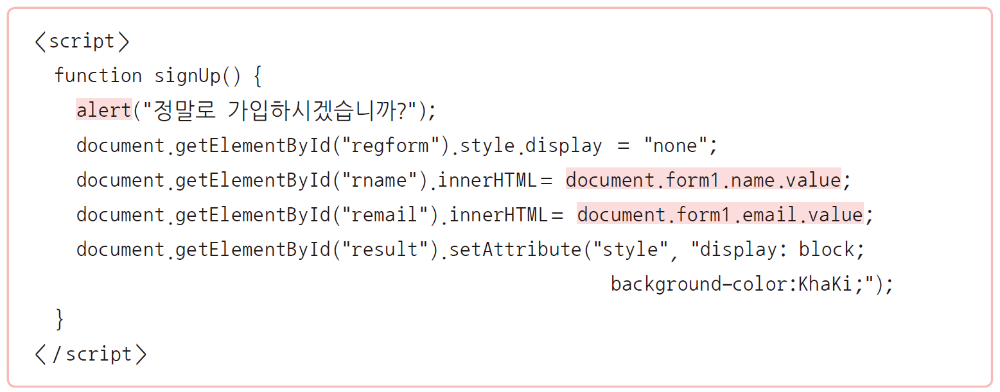 <script>
function signUp() {
alert("정말로 가입하시겠습니까?");
document.getElementById("regform").style.display = "none";
document.getElementById("rname").innerHTML= document.form1.name.value;
document.getElementById("remail").innerHTML= document.form1.email.value;
document.getElementById("result").setAttribute("style", "display: block;
background-color:KhaKi;");
}
</script>